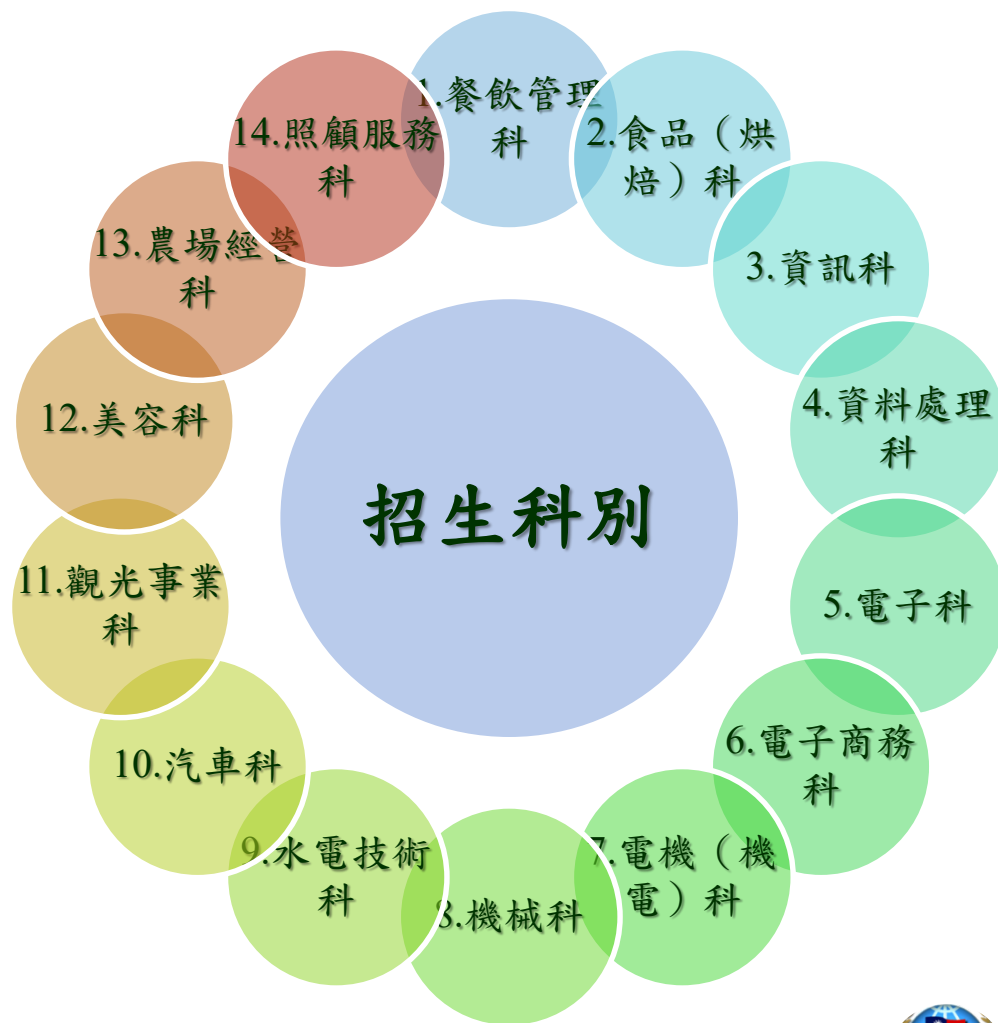 1.餐飲管理
科
2.食品（烘
焙）科
3.資訊科
4.資料處理
科
5.電子科
6.電子商務
科
7.電機（機
電）科
8.機械科
9.水電技術
科
10.汽車科
11.觀光事業
科
12.美容科
13.農場經營
科
14.照顧服務
科
招生科別